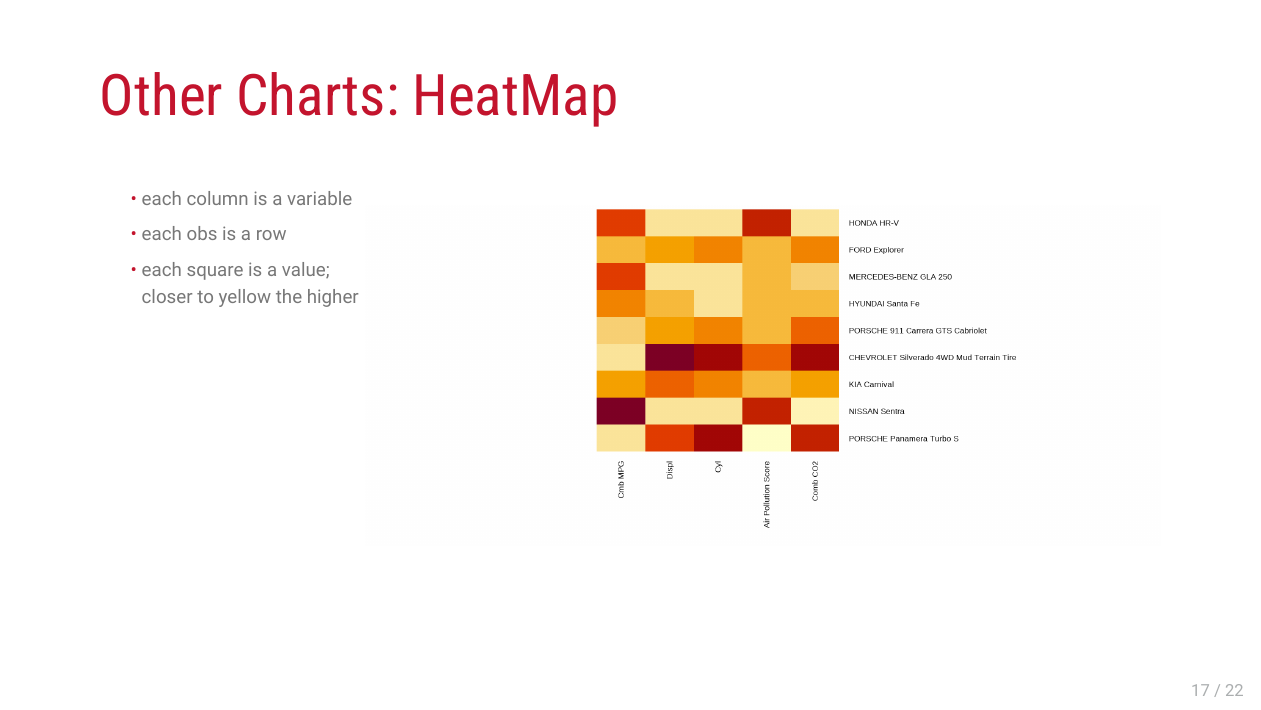 Other Charts: HeatMap
• each column is a variable
• each obs is a row
• each square is a value;
closer to yellow the higher
HONDA HR-V
FORD Explorer
MERCEDES-BENZ GLA 250
HYUNDAI Santa Fe
PORSCHE 911 Carrera GTS Cabriolet
CHEVROLET Silverado 4WD Mud Terrain Tire
KIA Carnival
NISSAN Sentra
PORSCHE Panamera Turbo S
Cmb MPG
Displ
Cyl
Air Pollution Score
Comb CO2
17 / 22